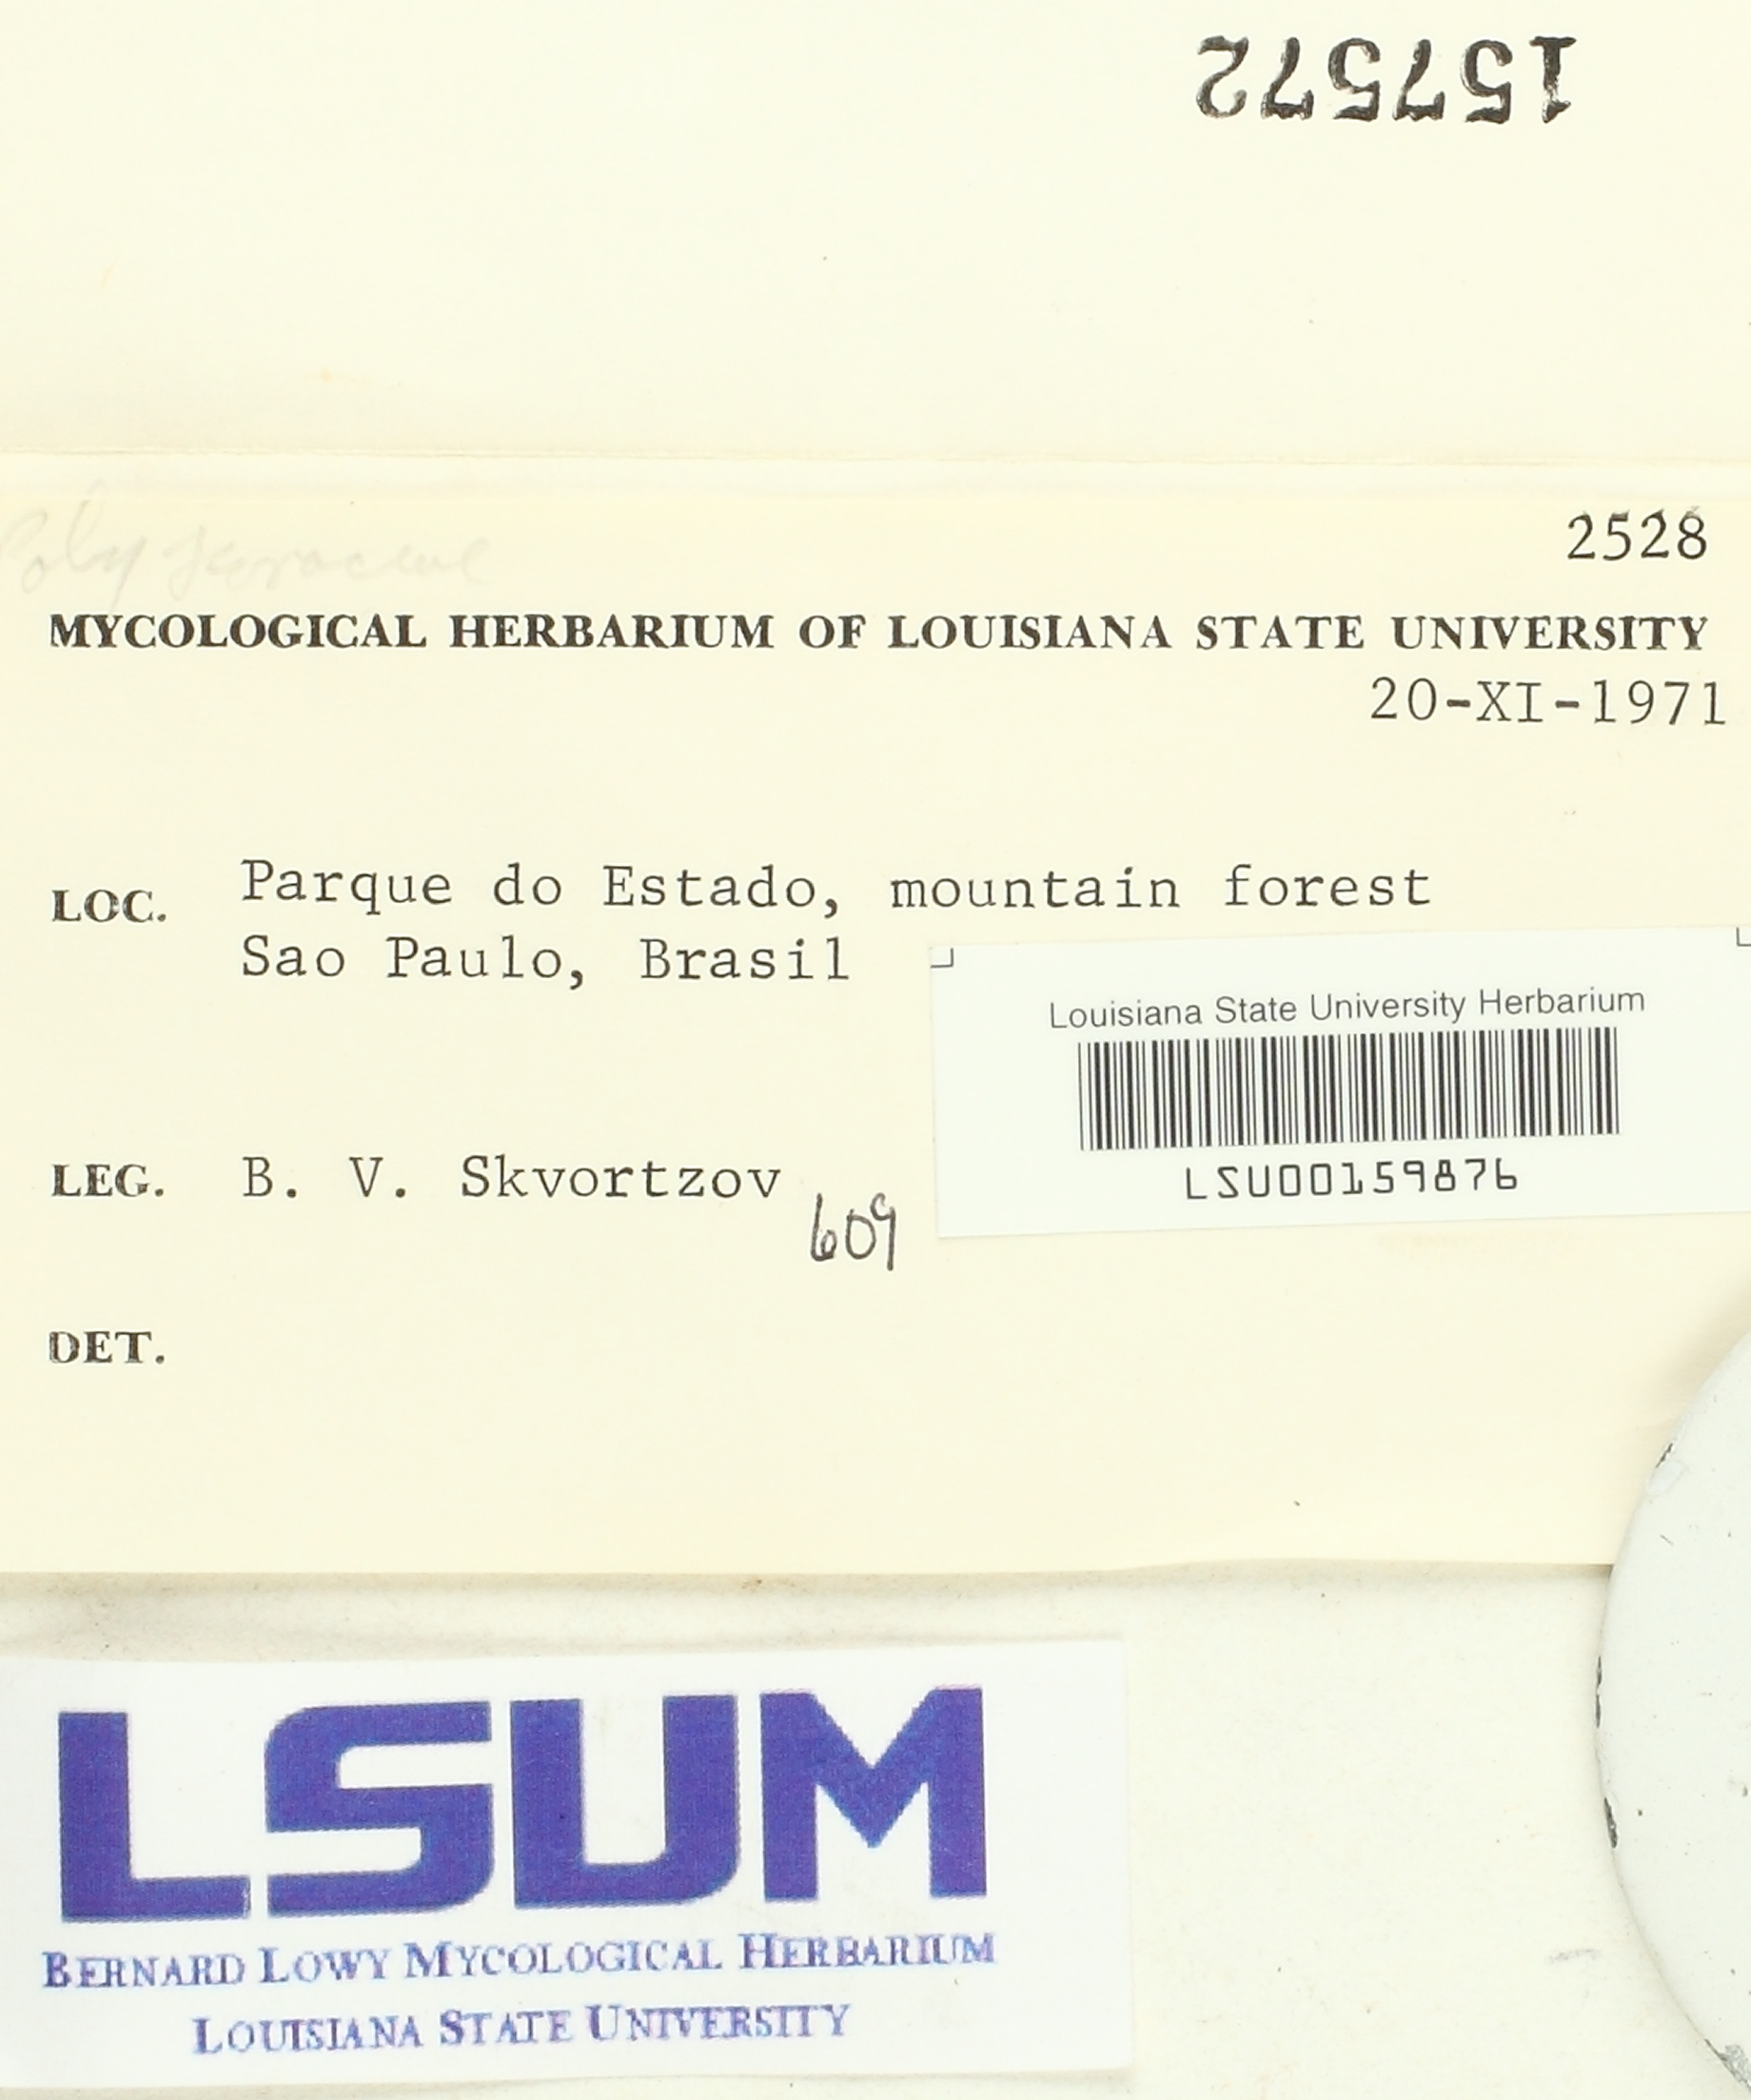 157572
2528
MYCOLOGICAL HERBARIUM OF LOUISIANA STATE UNIVERSITY
20-XI-1971
LOC. Parque do Estado, mountain forest
Sao Paulo, Brasil
Louisiana State University Herbarium
LSU00159876
LEG. B. V. Skvortzov
609
DET.
LSUM
BERNARD LOWY MYCOLOGICAL HERBARIUM
LOUISIANA STATE UNIVERSITY